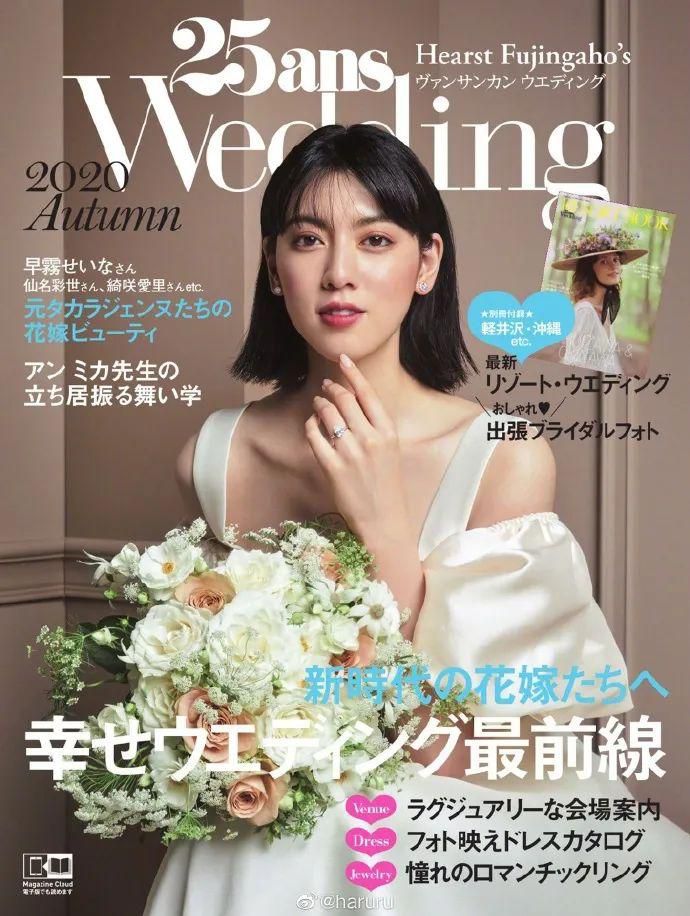 25ans
Wedding
Hearst Fujingaho's
ヴァンサンカン ウエディング
2020
Autumn
早霧せいなさん
仙名彩世さん、綺咲愛里さんetc.
元タカラジェンヌたちの
花嫁ビューティ
アン ミカ先生の
立ち居振る舞い学
★別冊付録★
軽井沢・沖縄
etc.
最新
リゾート・ウエディング
おしゃれ♥
出張ブライダルフォト
新時代の花嫁たちへ
幸せウエディング最前線
Venue ラグジュアリーな会場案内
Dress フォト映えドレスカタログ
Jewelry 憧れのロマンチックリング
Magazine Cloud
電子版でも読めます
@haruru